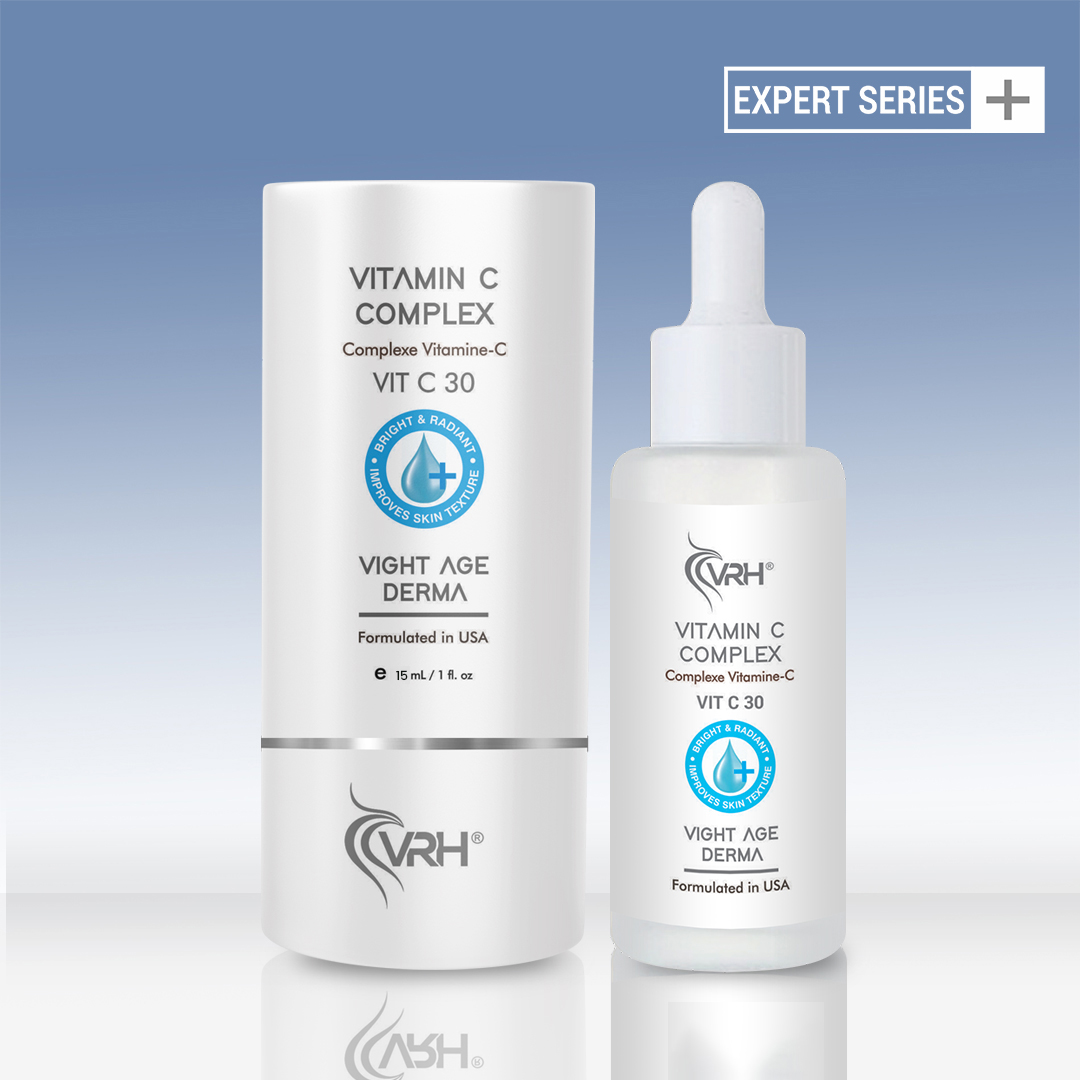 EXPERT SERIES +
VITAMIN C
COMPLEX
Complexe Vitamine-C
VIT C 30
BRIGHT & RADIANT
• IMPROVES SKIN TEXTURE •
+
VIGHT AGE
DERMA
Formulated in USA
e 15 mL / 1 fl. oz
VRH®
VRH®
VITAMIN C
COMPLEX
Complexe Vitamine-C
VIT C 30
BRIGHT & RADIANT
• IMPROVES SKIN TEXTURE •
+
VIGHT AGE
DERMA
Formulated in USA
VRH®